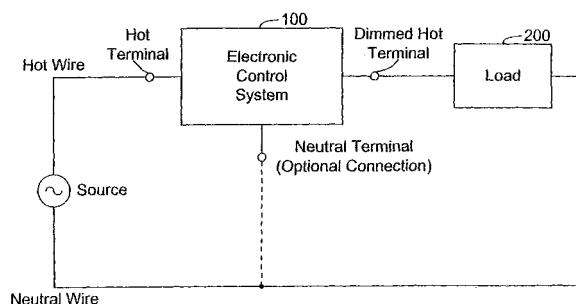 100
Hot
Terminal
Electronic
Control
System
Dimmed Hot
Terminal
200
Load
Hot Wire
Neutral Terminal
(Optional Connection)
Source
Neutral Wire